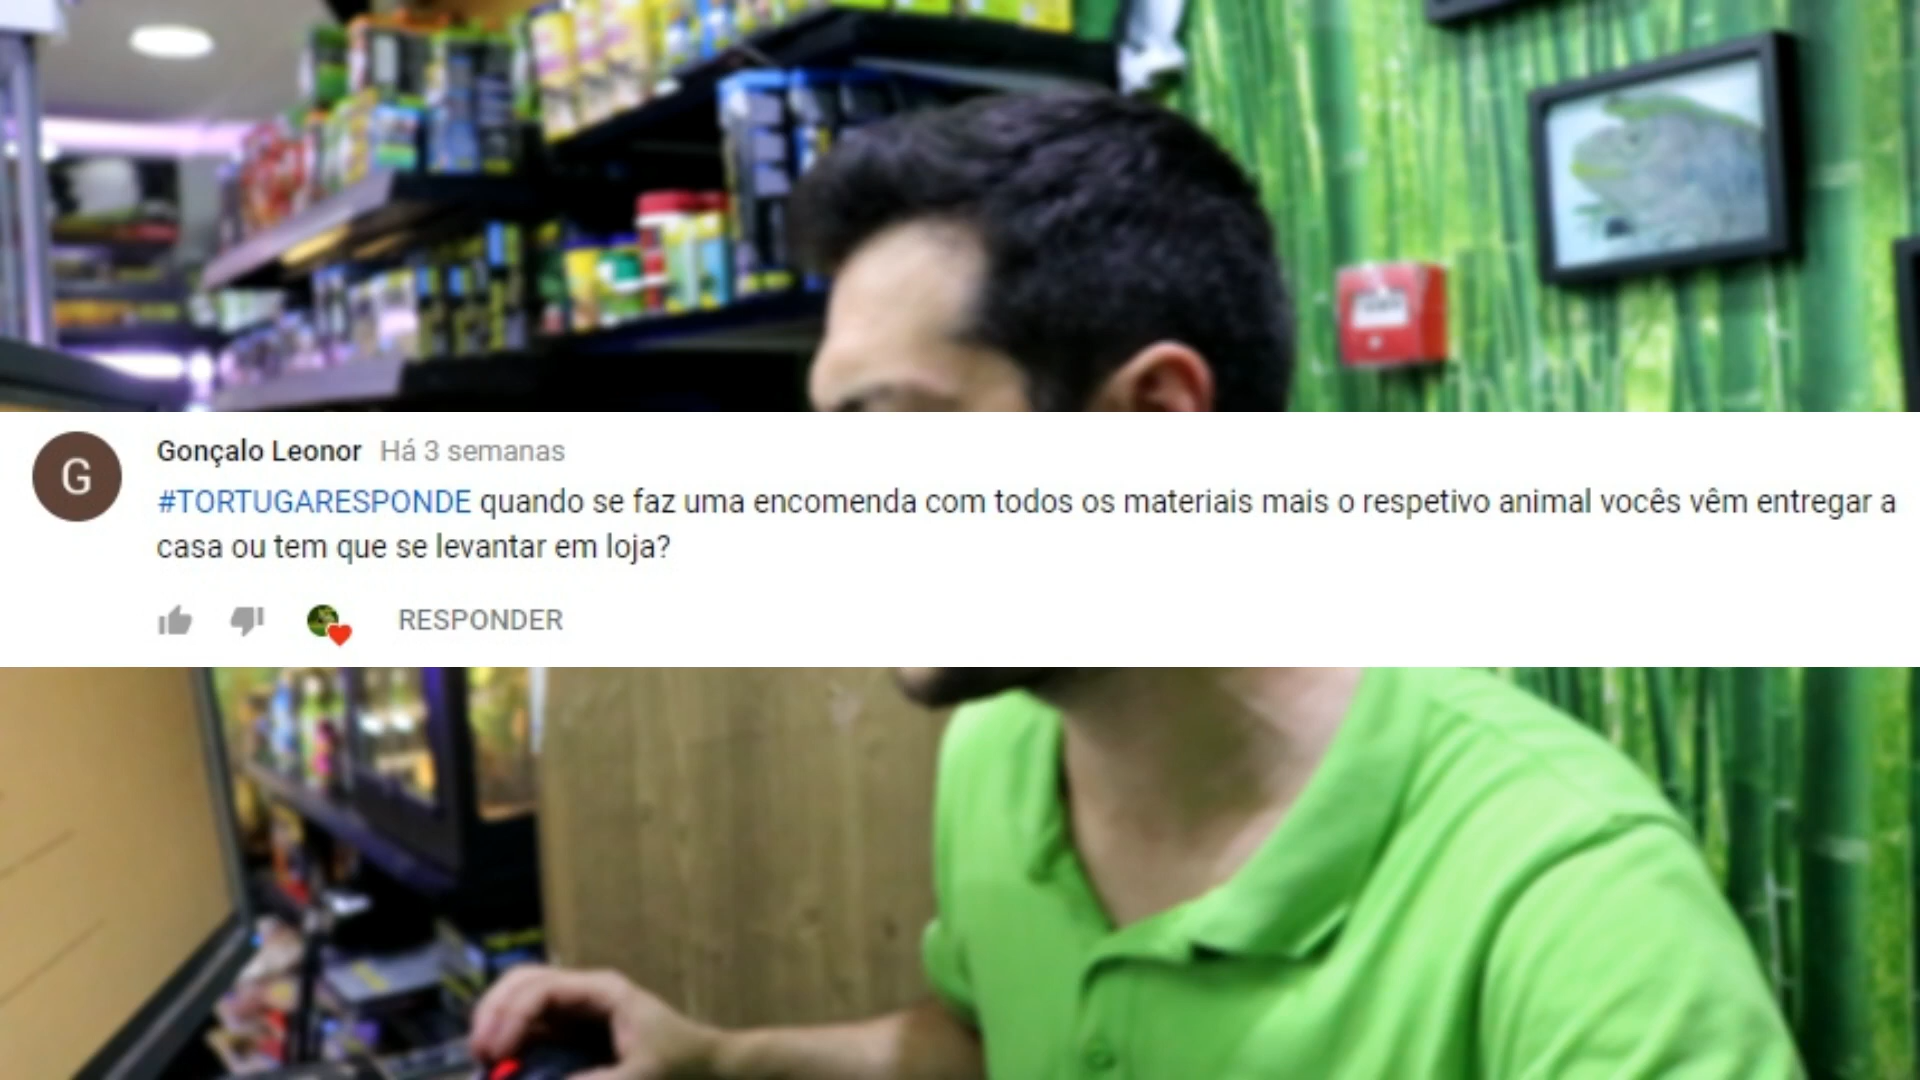 G
Gonçalo Leonor Há 3 semanas
#TORTUGARESPONDE quando se faz uma encomenda com todos os materiais mais o respetivo animal vocês vêm entregar a
casa ou tem que se levantar em loja?
RESPONDER